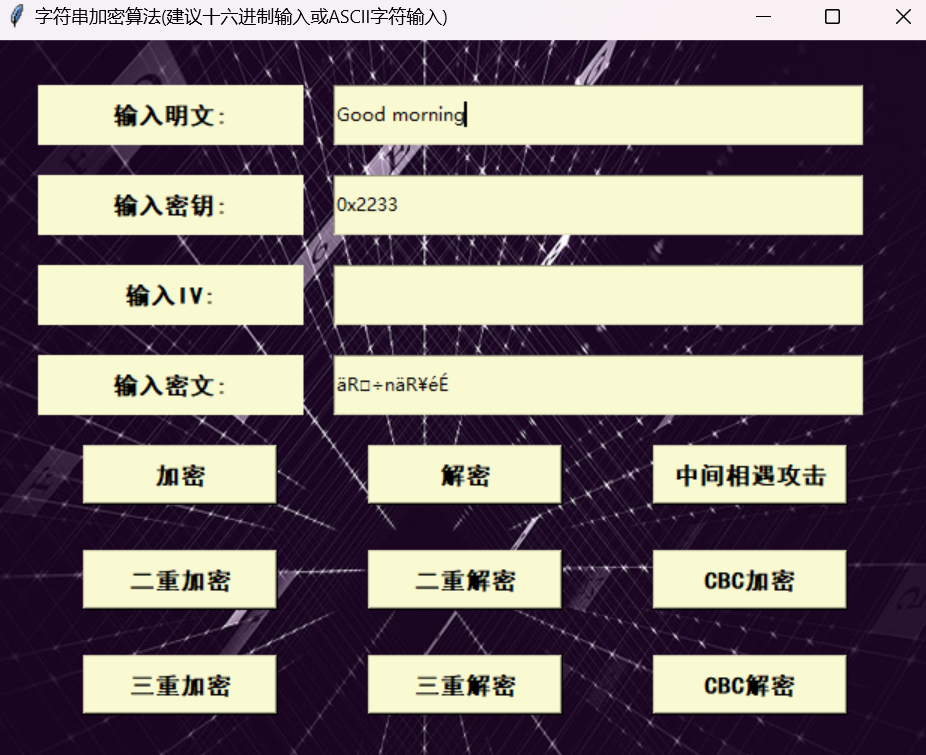 字符串加密算法(建议十六进制输入或ASCII字符输入)
输入明文: Good morning
输入密钥: 0x2233
输入IV:
输入密文: äR□÷näR¥éÉ
加密 解密 中间相遇攻击
二重加密 二重解密 CBC加密
三重加密 三重解密 CBC解密